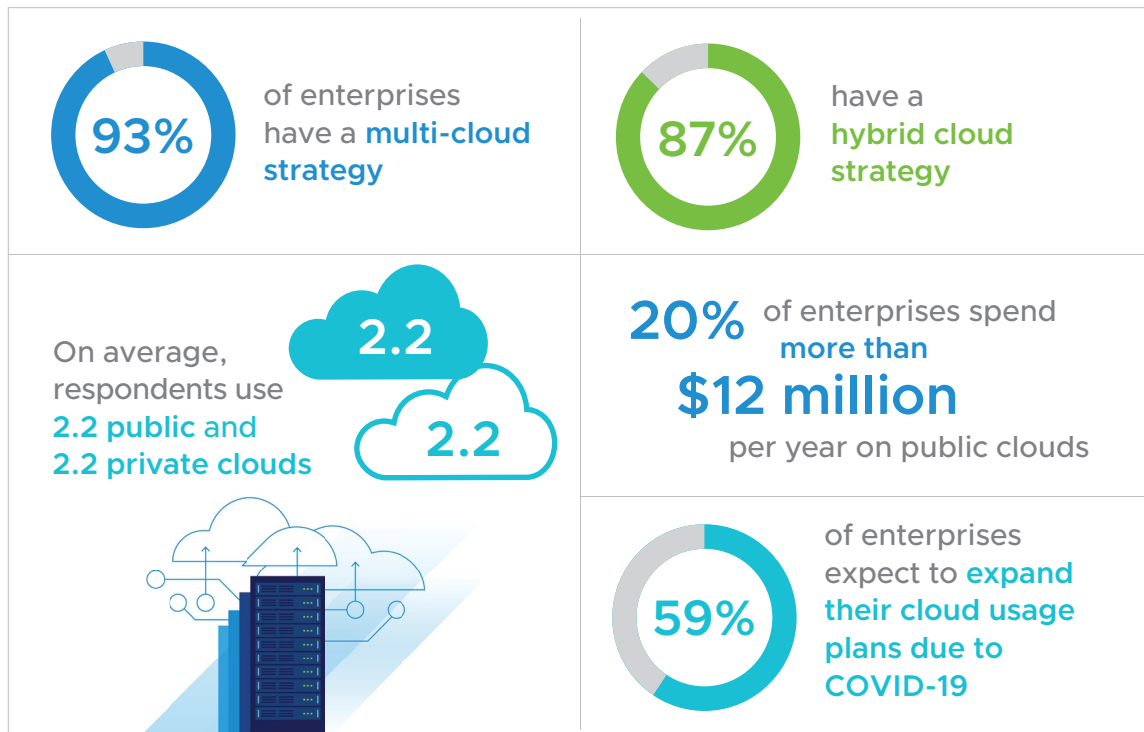 93%
of enterprises
have a multi-cloud
strategy
87%
have a
hybrid cloud
strategy
On average,
respondents use
2.2 public and
2.2 private clouds
2.2
2.2
20% of enterprises spend
more than
$12 million
per year on public clouds
59%
of enterprises
expect to expand
their cloud usage
plans due to
COVID-19